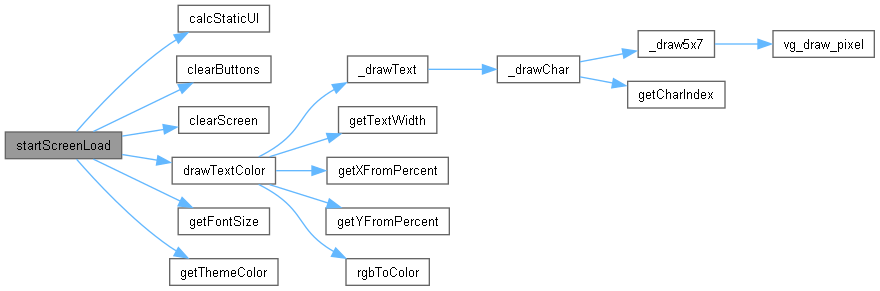 startScreenLoad
calcStaticUI
clearButtons
clearScreen
drawTextColor
getFontSize
getThemeColor
_drawText
getTextWidth
getXFromPercent
getYFromPercent
rgbToColor
_drawChar
_draw5x7
getCharIndex
vg_draw_pixel